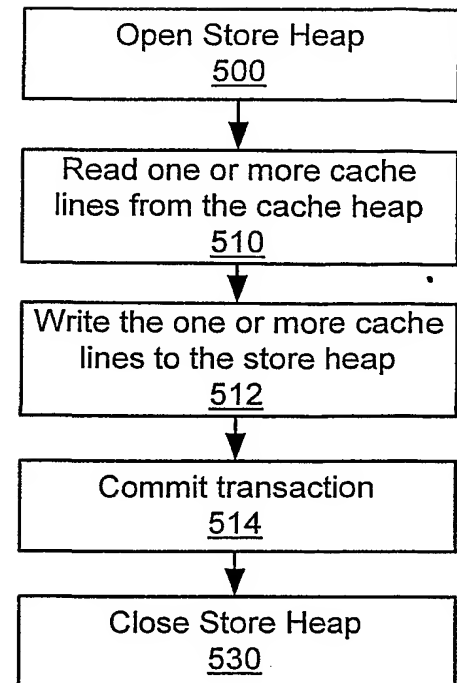 Open Store Heap
500
Read one or more cache
lines from the cache heap
510
Write the one or more cache
lines to the store heap
512
Commit transaction
514
Close Store Heap
530